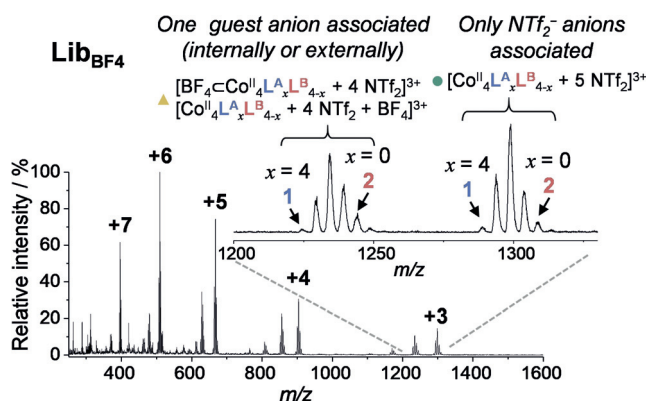 Lib_BF4
One guest anion associated
(internally or externally)
[BF₄⊂Coᴵᴵ₄LᴬₓLᴮ₄₋ₓ + 4 NTf₂]³⁺
[Coᴵᴵ₄LᴬₓLᴮ₄₋ₓ + 4 NTf₂ + BF₄]³⁺
Only NTf₂⁻ anions
associated
[Coᴵᴵ₄LᴬₓLᴮ₄₋ₓ + 5 NTf₂]³⁺
x = 4
x = 0
1
2
x = 4
x = 0
1
2
1200
1250
1300
m/z
Relative intensity / %
100
80
60
40
20
0
+7
+6
+5
+4
+3
400
600
800
1000
1200
1400
1600
m/z